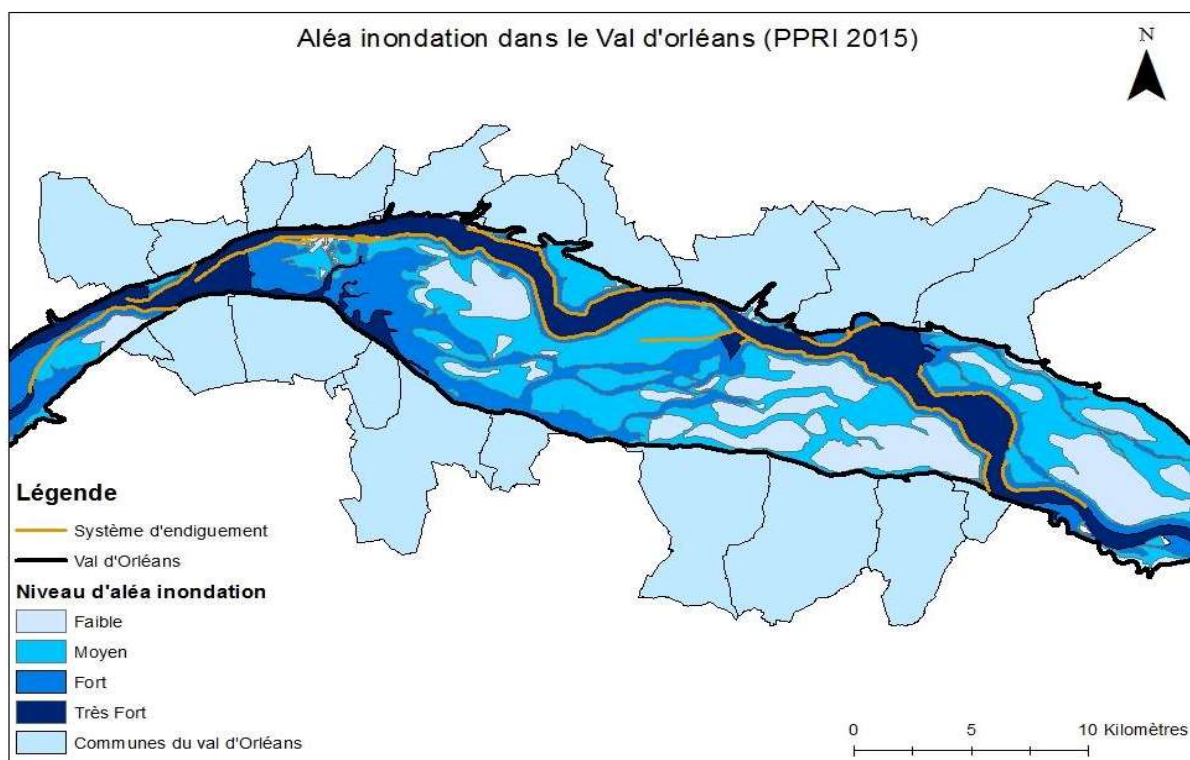 Aléa inondation dans le Val d'orléans (PPRI 2015)
N
Légende
Système d'endiguement
Val d'Orléans
Niveau d'aléa inondation
Faible
Moyen
Fort
Très Fort
Communes du val d'Orléans
0 5 10 Kilomètres